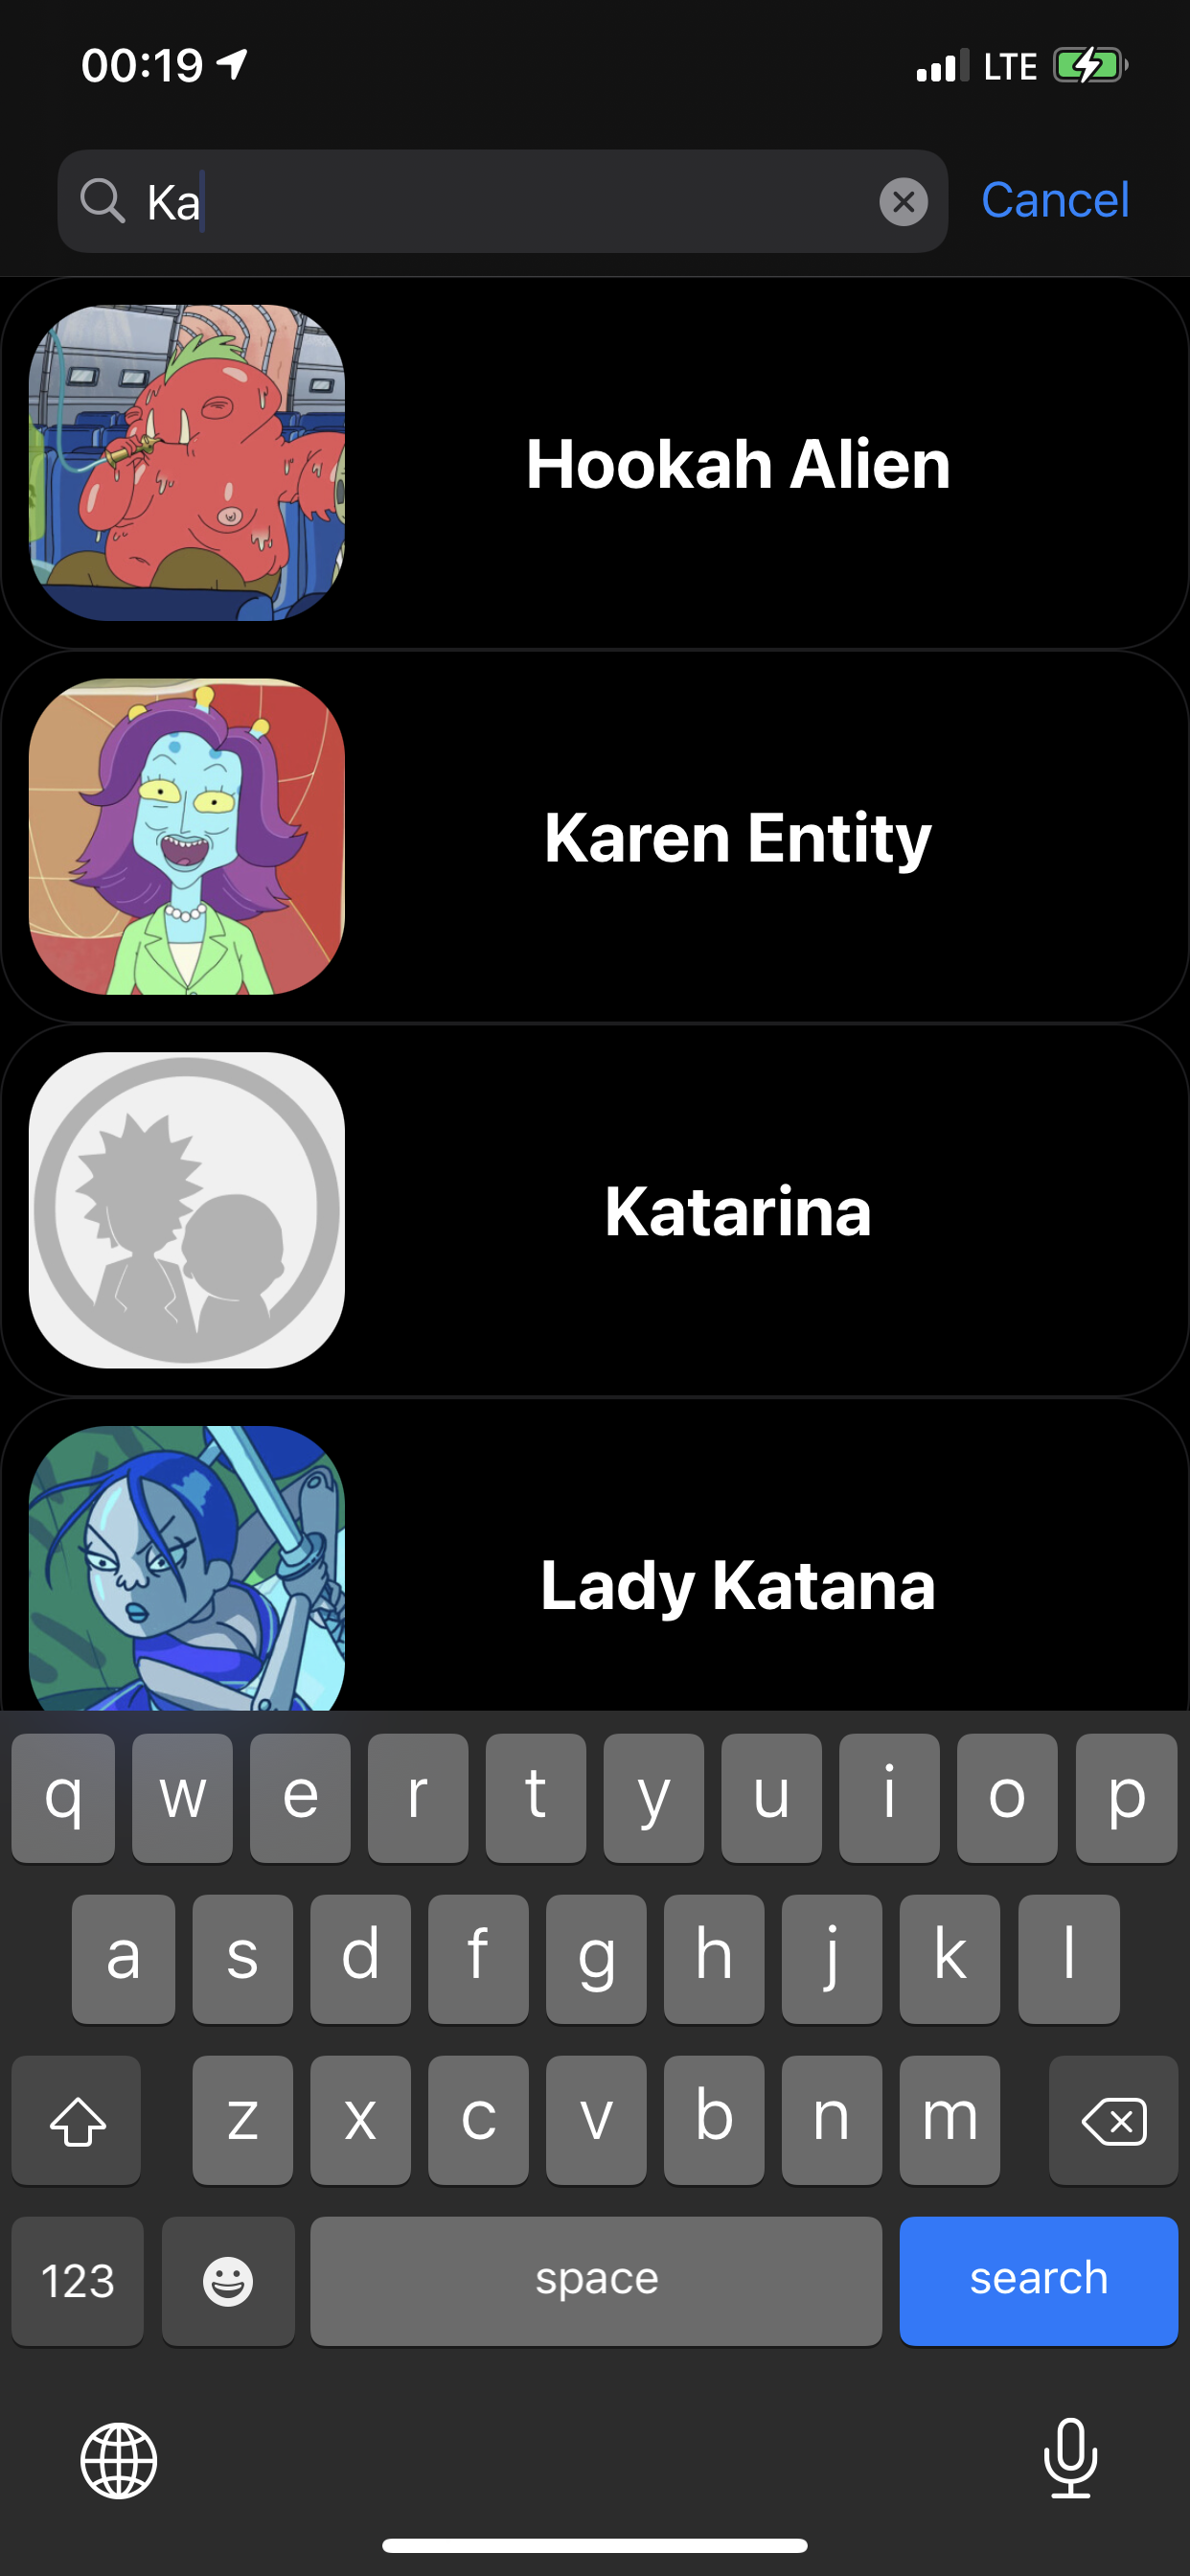 00:19 LTE
Ka Cancel
Hookah Alien
Karen Entity
Katarina
Lady Katana
q w e r t y u i o p
a s d f g h j k l
z x c v b n m
123 space search